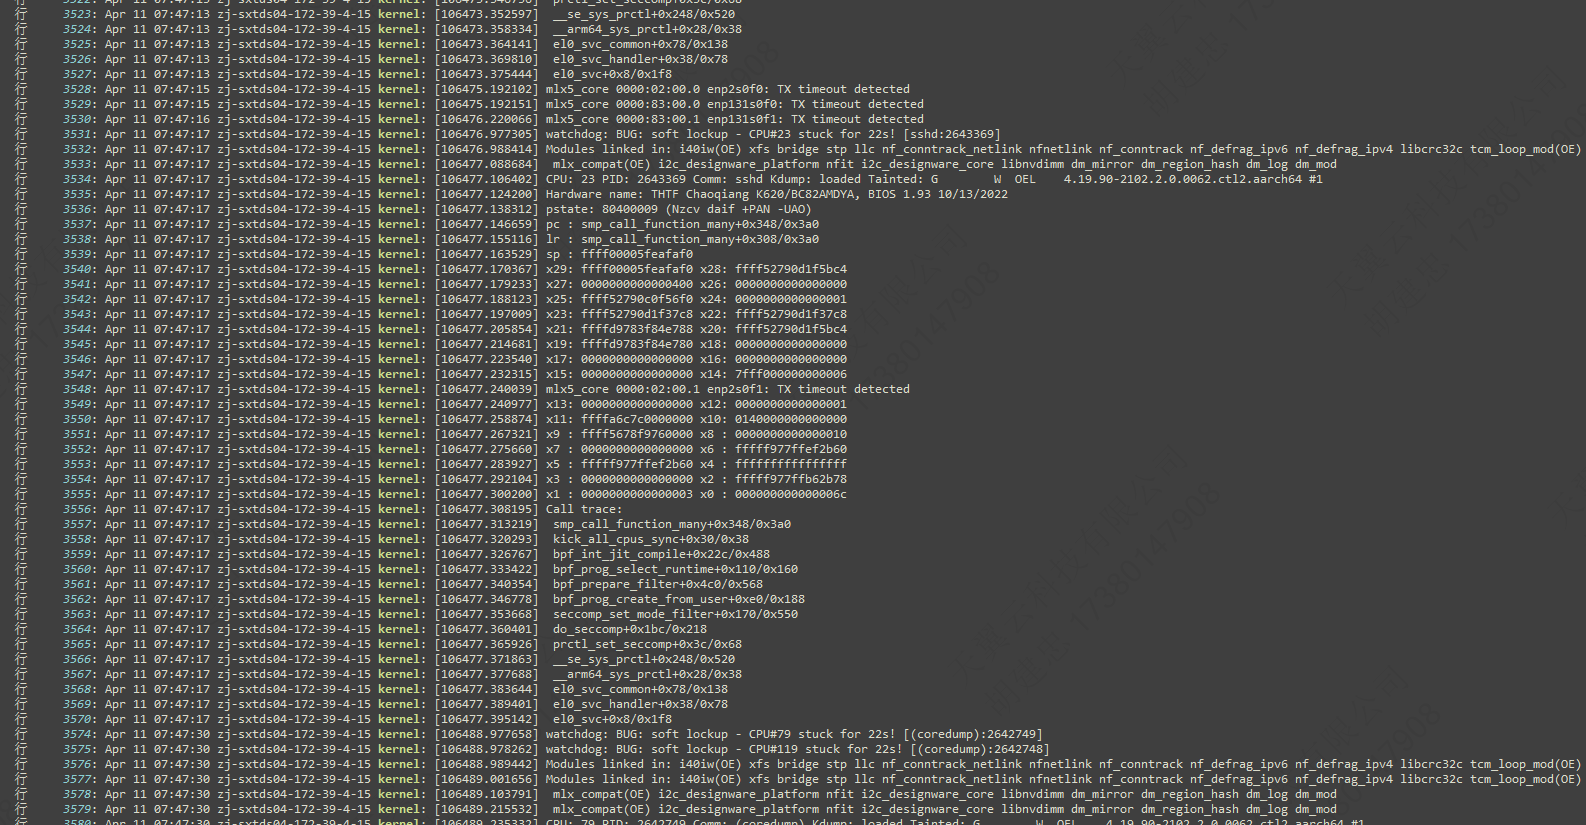 行 3523: Apr 11 07:47:13 zj-sxtds04-172-39-4-15 kernel: [106473.352597] __se_sys_prctl+0x248/0x520
行 3524: Apr 11 07:47:13 zj-sxtds04-172-39-4-15 kernel: [106473.358334] __arm64_sys_prctl+0x28/0x38
行 3525: Apr 11 07:47:13 zj-sxtds04-172-39-4-15 kernel: [106473.364141] el0_svc_common+0x78/0x138
行 3526: Apr 11 07:47:13 zj-sxtds04-172-39-4-15 kernel: [106473.369810] el0_svc_handler+0x38/0x78
行 3527: Apr 11 07:47:13 zj-sxtds04-172-39-4-15 kernel: [106473.375444] el0_svc+0x8/0x1f8
行 3528: Apr 11 07:47:15 zj-sxtds04-172-39-4-15 kernel: [106475.192102] mlx5_core 0000:02:00.0 enp2s0f0: TX timeout detected
行 3529: Apr 11 07:47:15 zj-sxtds04-172-39-4-15 kernel: [106475.192151] mlx5_core 0000:83:00.0 enp131s0f0: TX timeout detected
行 3530: Apr 11 07:47:16 zj-sxtds04-172-39-4-15 kernel: [106476.220066] mlx5_core 0000:83:00.1 enp131s0f1: TX timeout detected
行 3531: Apr 11 07:47:17 zj-sxtds04-172-39-4-15 kernel: [106476.977305] watchdog: BUG: soft lockup - CPU#23 stuck for 22s! [sshd:2643369]
行 3532: Apr 11 07:47:17 zj-sxtds04-172-39-4-15 kernel: [106476.988414] Modules linked in: i40iw(OE) xfs bridge stp llc nf_conntrack_netlink nfnetlink nf_conntrack nf_defrag_ipv6 nf_defrag_ipv4 libcrc32c tcm_loop_mod(OE)
行 3533: Apr 11 07:47:17 zj-sxtds04-172-39-4-15 kernel: [106477.088684] mlx_compat(OE) i2c_designware_platform nfit i2c_designware_core libnvdimm dm_mirror dm_region_hash dm_log dm_mod
行 3534: Apr 11 07:47:17 zj-sxtds04-172-39-4-15 kernel: [106477.106402] CPU: 23 PID: 2643369 Comm: sshd Kdump: loaded Tainted: G W OEL 4.19.90-2102.2.0.0062.ctl2.aarch64 #1
行 3535: Apr 11 07:47:17 zj-sxtds04-172-39-4-15 kernel: [106477.124200] Hardware name: THTF Chaoqiang K620/BC82AMDYA, BIOS 1.93 10/13/2022
行 3536: Apr 11 07:47:17 zj-sxtds04-172-39-4-15 kernel: [106477.138312] pstate: 80400009 (Nzcv daif +PAN -UAO)
行 3537: Apr 11 07:47:17 zj-sxtds04-172-39-4-15 kernel: [106477.146659] pc : smp_call_function_many+0x348/0x3a0
行 3538: Apr 11 07:47:17 zj-sxtds04-172-39-4-15 kernel: [106477.155116] lr : smp_call_function_many+0x308/0x3a0
行 3539: Apr 11 07:47:17 zj-sxtds04-172-39-4-15 kernel: [106477.163529] sp : ffff00005feafaf0
行 3540: Apr 11 07:47:17 zj-sxtds04-172-39-4-15 kernel: [106477.170367] x29: ffff00005feafaf0 x28: ffff52790d1f5bc4
行 3541: Apr 11 07:47:17 zj-sxtds04-172-39-4-15 kernel: [106477.179233] x27: 0000000000000400 x26: 0000000000000000
行 3542: Apr 11 07:47:17 zj-sxtds04-172-39-4-15 kernel: [106477.188123] x25: ffff52790c0f56f0 x24: 0000000000000001
行 3543: Apr 11 07:47:17 zj-sxtds04-172-39-4-15 kernel: [106477.197009] x23: ffff52790d1f37c8 x22: ffff52790d1f37c8
行 3544: Apr 11 07:47:17 zj-sxtds04-172-39-4-15 kernel: [106477.205854] x21: ffffd9783f84e788 x20: ffff52790d1f5bc4
行 3545: Apr 11 07:47:17 zj-sxtds04-172-39-4-15 kernel: [106477.214681] x19: ffffd9783f84e780 x18: 0000000000000000
行 3546: Apr 11 07:47:17 zj-sxtds04-172-39-4-15 kernel: [106477.223540] x17: 0000000000000000 x16: 0000000000000000
行 3547: Apr 11 07:47:17 zj-sxtds04-172-39-4-15 kernel: [106477.232315] x15: 0000000000000000 x14: 7fff000000000006
行 3548: Apr 11 07:47:17 zj-sxtds04-172-39-4-15 kernel: [106477.240039] mlx5_core 0000:02:00.1 enp2s0f1: TX timeout detected
行 3549: Apr 11 07:47:17 zj-sxtds04-172-39-4-15 kernel: [106477.240977] x13: 0000000000000000 x12: 0000000000000001
行 3550: Apr 11 07:47:17 zj-sxtds04-172-39-4-15 kernel: [106477.258874] x11: ffffa6c7c0000000 x10: 0140000000000000
行 3551: Apr 11 07:47:17 zj-sxtds04-172-39-4-15 kernel: [106477.267321] x9 : ffff5678f9760000 x8 : 0000000000000010
行 3552: Apr 11 07:47:17 zj-sxtds04-172-39-4-15 kernel: [106477.275660] x7 : 0000000000000000 x6 : fffff977ffef2b60
行 3553: Apr 11 07:47:17 zj-sxtds04-172-39-4-15 kernel: [106477.283927] x5 : fffff977ffef2b60 x4 : ffffffffffffffff
行 3554: Apr 11 07:47:17 zj-sxtds04-172-39-4-15 kernel: [106477.292104] x3 : 0000000000000000 x2 : fffff977ffb62b78
行 3555: Apr 11 07:47:17 zj-sxtds04-172-39-4-15 kernel: [106477.300200] x1 : 0000000000000003 x0 : 000000000000006c
行 3556: Apr 11 07:47:17 zj-sxtds04-172-39-4-15 kernel: [106477.308195] Call trace:
行 3557: Apr 11 07:47:17 zj-sxtds04-172-39-4-15 kernel: [106477.313219] smp_call_function_many+0x348/0x3a0
行 3558: Apr 11 07:47:17 zj-sxtds04-172-39-4-15 kernel: [106477.320293] kick_all_cpus_sync+0x30/0x38
行 3559: Apr 11 07:47:17 zj-sxtds04-172-39-4-15 kernel: [106477.326767] bpf_int_jit_compile+0x22c/0x488
行 3560: Apr 11 07:47:17 zj-sxtds04-172-39-4-15 kernel: [106477.333422] bpf_prog_select_runtime+0x110/0x160
行 3561: Apr 11 07:47:17 zj-sxtds04-172-39-4-15 kernel: [106477.340354] bpf_prepare_filter+0x4c0/0x568
行 3562: Apr 11 07:47:17 zj-sxtds04-172-39-4-15 kernel: [106477.346778] bpf_prog_create_from_user+0xe0/0x188
行 3563: Apr 11 07:47:17 zj-sxtds04-172-39-4-15 kernel: [106477.353668] seccomp_set_mode_filter+0x170/0x550
行 3564: Apr 11 07:47:17 zj-sxtds04-172-39-4-15 kernel: [106477.360401] do_seccomp+0x1bc/0x218
行 3565: Apr 11 07:47:17 zj-sxtds04-172-39-4-15 kernel: [106477.365926] prctl_set_seccomp+0x3c/0x68
行 3566: Apr 11 07:47:17 zj-sxtds04-172-39-4-15 kernel: [106477.371863] __se_sys_prctl+0x248/0x520
行 3567: Apr 11 07:47:17 zj-sxtds04-172-39-4-15 kernel: [106477.377688] __arm64_sys_prctl+0x28/0x38
行 3568: Apr 11 07:47:17 zj-sxtds04-172-39-4-15 kernel: [106477.383644] el0_svc_common+0x78/0x138
行 3569: Apr 11 07:47:17 zj-sxtds04-172-39-4-15 kernel: [106477.389401] el0_svc_handler+0x38/0x78
行 3570: Apr 11 07:47:17 zj-sxtds04-172-39-4-15 kernel: [106477.395142] el0_svc+0x8/0x1f8
行 3574: Apr 11 07:47:30 zj-sxtds04-172-39-4-15 kernel: [106488.977658] watchdog: BUG: soft lockup - CPU#79 stuck for 22s! [(coredump):2642749]
行 3575: Apr 11 07:47:30 zj-sxtds04-172-39-4-15 kernel: [106488.978262] watchdog: BUG: soft lockup - CPU#119 stuck for 22s! [(coredump):2642748]
行 3576: Apr 11 07:47:30 zj-sxtds04-172-39-4-15 kernel: [106488.989442] Modules linked in: i40iw(OE) xfs bridge stp llc nf_conntrack_netlink nfnetlink nf_conntrack nf_defrag_ipv6 nf_defrag_ipv4 libcrc32c tcm_loop_mod(OE)
行 3577: Apr 11 07:47:30 zj-sxtds04-172-39-4-15 kernel: [106489.001656] Modules linked in: i40iw(OE) xfs bridge stp llc nf_conntrack_netlink nfnetlink nf_conntrack nf_defrag_ipv6 nf_defrag_ipv4 libcrc32c tcm_loop_mod(OE)
行 3578: Apr 11 07:47:30 zj-sxtds04-172-39-4-15 kernel: [106489.103791] mlx_compat(OE) i2c_designware_platform nfit i2c_designware_core libnvdimm dm_mirror dm_region_hash dm_log dm_mod
行 3579: Apr 11 07:47:30 zj-sxtds04-172-39-4-15 kernel: [106489.215532] mlx_compat(OE) i2c_designware_platform nfit i2c_designware_core libnvdimm dm_mirror dm_region_hash dm_log dm_mod